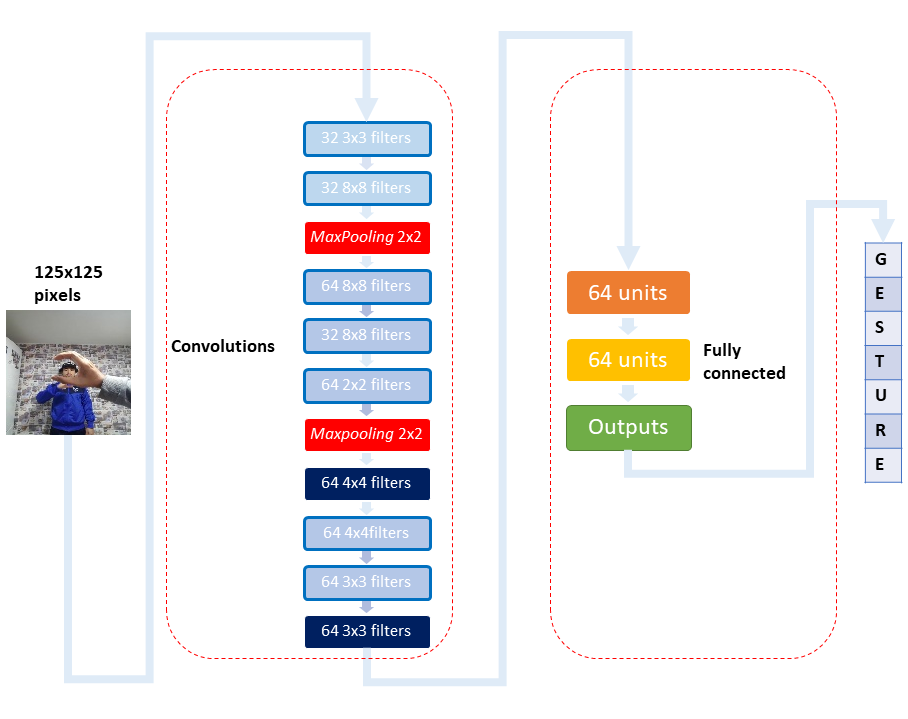 125x125
pixels
Convolutions
32 3x3 filters
32 8x8 filters
MaxPooling 2x2
64 8x8 filters
32 8x8 filters
64 2x2 filters
Maxpooling 2x2
64 4x4 filters
64 4x4filters
64 3x3 filters
64 3x3 filters
64 units
64 units
Outputs
Fully
connected
G
E
S
T
U
R
E